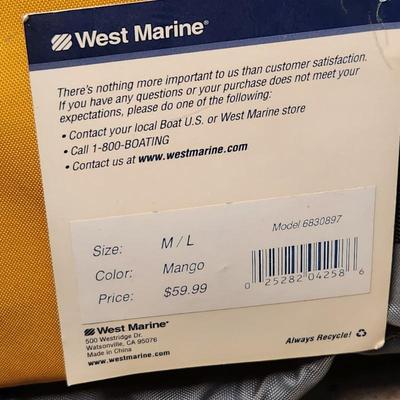 West Marine®
There's nothing more important to us than customer satisfaction.
If you have any questions or your purchase does not meet your
expectations, please do one of the following:
• Contact your local Boat U.S. or West Marine store
• Call 1-800-BOATING
• Contact us at www.westmarine.com
Model 6830897
Size: M / L
Color: Mango
Price: $59.99
0 25282 04258 6
West Marine®
500 Westridge Dr.
Watsonville, CA 95076
Made in China
Always Recycle!